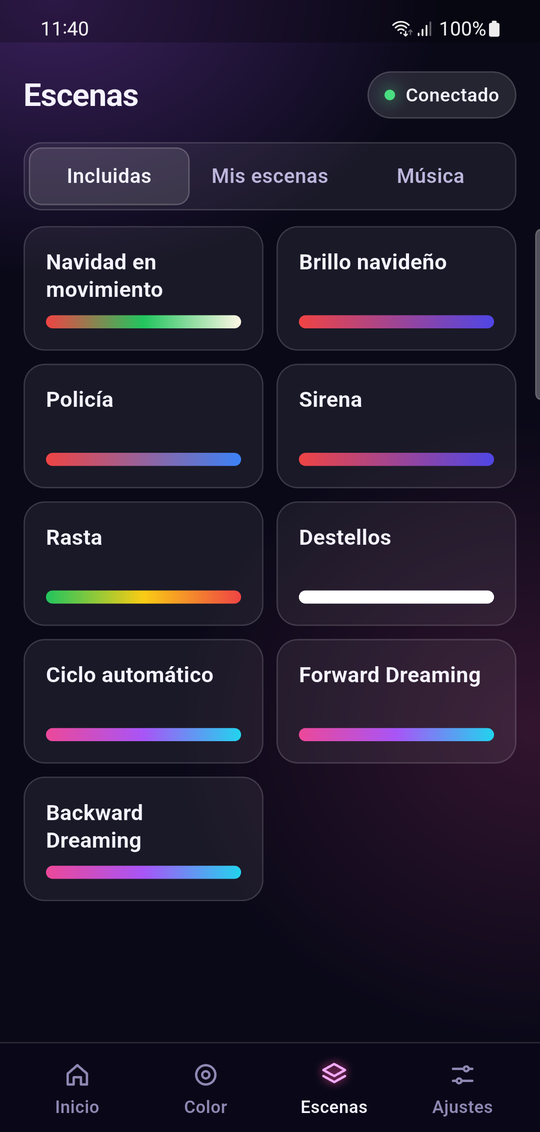 11:40
100%
Escenas
Conectado
Incluidas
Mis escenas
Música
Navidad en
movimiento
Brillo navideño
Policía
Sirena
Rasta
Destellos
Ciclo automático
Forward Dreaming
Backward
Dreaming
Inicio
Color
Escenas
Ajustes